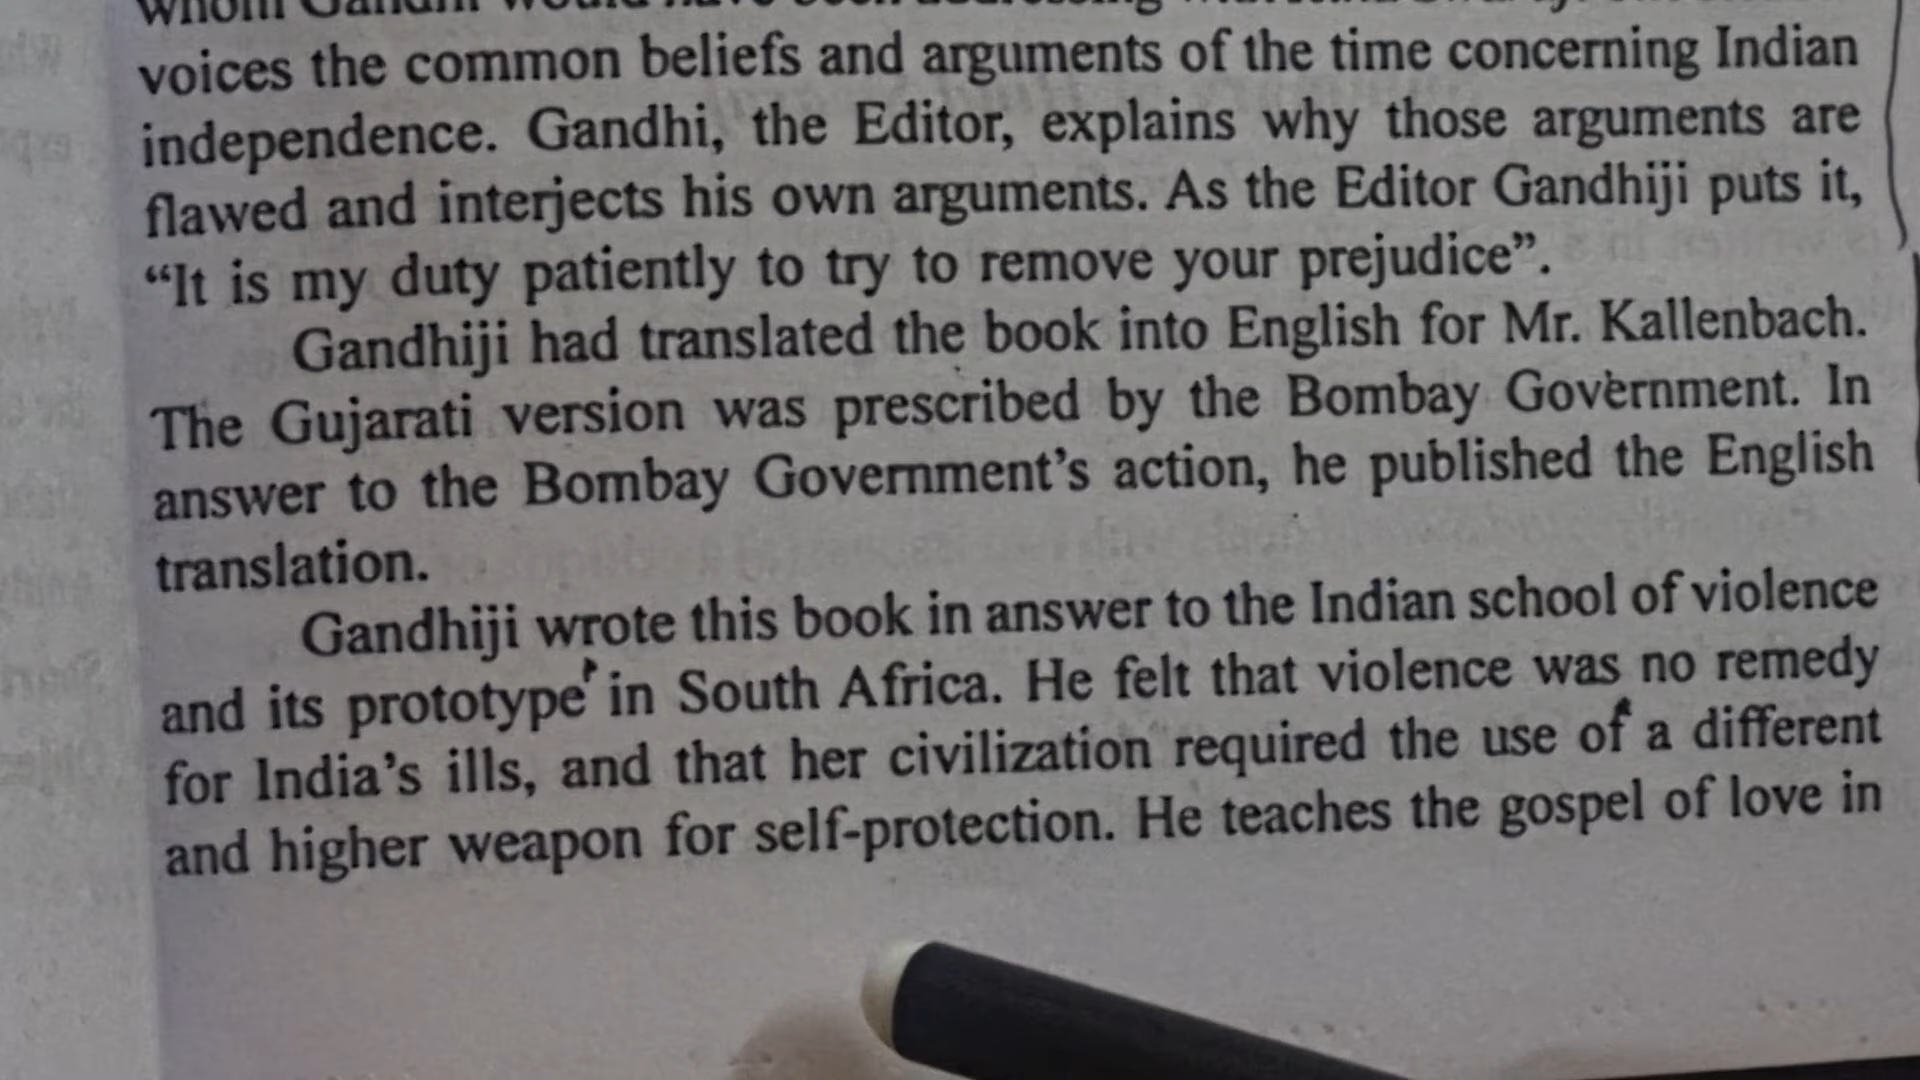 voices the common beliefs and arguments of the time concerning Indian
independence. Gandhi, the Editor, explains why those arguments are
flawed and interjects his own arguments. As the Editor Gandhiji puts it,
“It is my duty patiently to try to remove your prejudice”.
Gandhiji had translated the book into English for Mr. Kallenbach.
The Gujarati version was prescribed by the Bombay Government. In
answer to the Bombay Government’s action, he published the English
translation.
Gandhiji wrote this book in answer to the Indian school of violence
and its prototype in South Africa. He felt that violence was no remedy
for India’s ills, and that her civilization required the use of a different
and higher weapon for self-protection. He teaches the gospel of love in